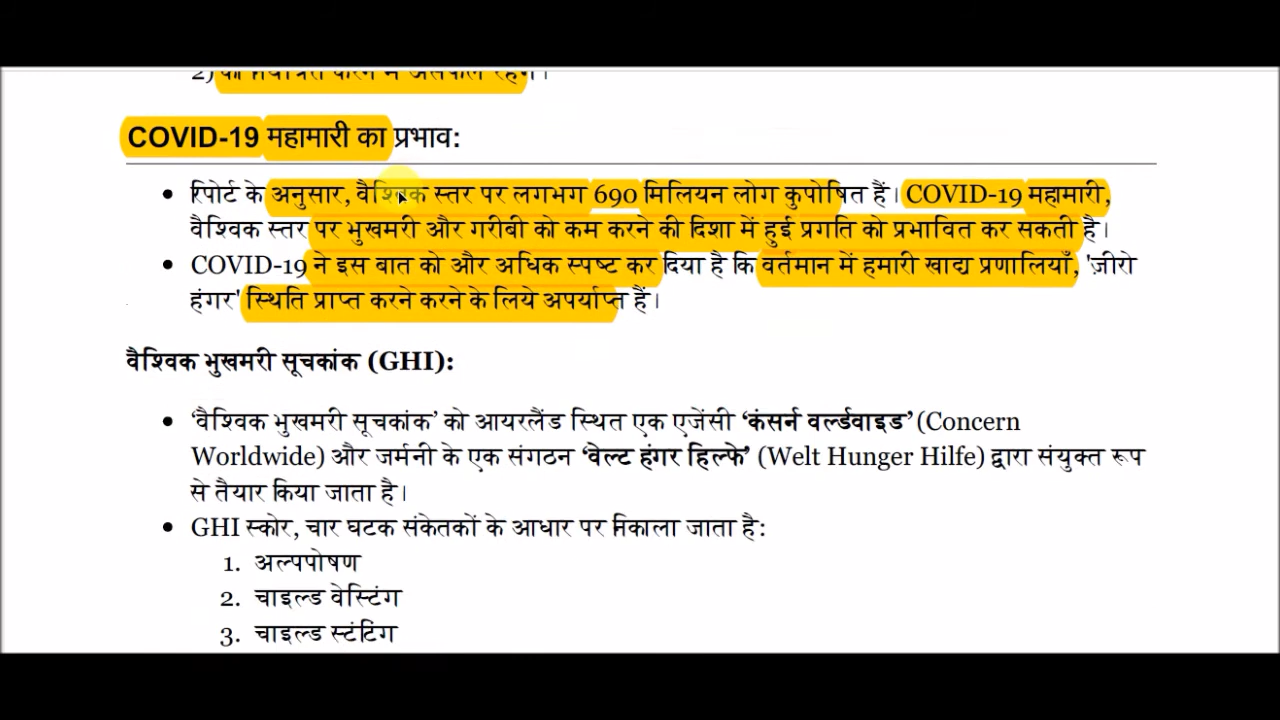 COVID-19 महामारी का प्रभाव:
• रिपोर्ट के अनुसार, वैश्विक स्तर पर लगभग 690 मिलियन लोग कुपोषित हैं। COVID-19 महामारी,
वैश्विक स्तर पर भुखमरी और गरीबी को कम करने की दिशा में हुई प्रगति को प्रभावित कर सकती है।
• COVID-19 ने इस बात को और अधिक स्पष्ट कर दिया है कि वर्तमान में हमारी खाद्य प्रणालियाँ, 'ज़ीरो
हंगर' स्थिति प्राप्त करने करने के लिये अपर्याप्त हैं।
वैश्विक भुखमरी सूचकांक (GHI):
• ‘वैश्विक भुखमरी सूचकांक’ को आयरलैंड स्थित एक एजेंसी ‘कंसर्न वर्ल्डवाइड’ (Concern
Worldwide) और जर्मनी के एक संगठन ‘वेल्ट हंगर हिल्फे’ (Welt Hunger Hilfe) द्वारा संयुक्त रूप
से तैयार किया जाता है।
• GHI स्कोर, चार घटक संकेतकों के आधार पर निकाला जाता है:
1. अल्पपोषण
2. चाइल्ड वेस्टिंग
3. चाइल्ड स्टंटिंग